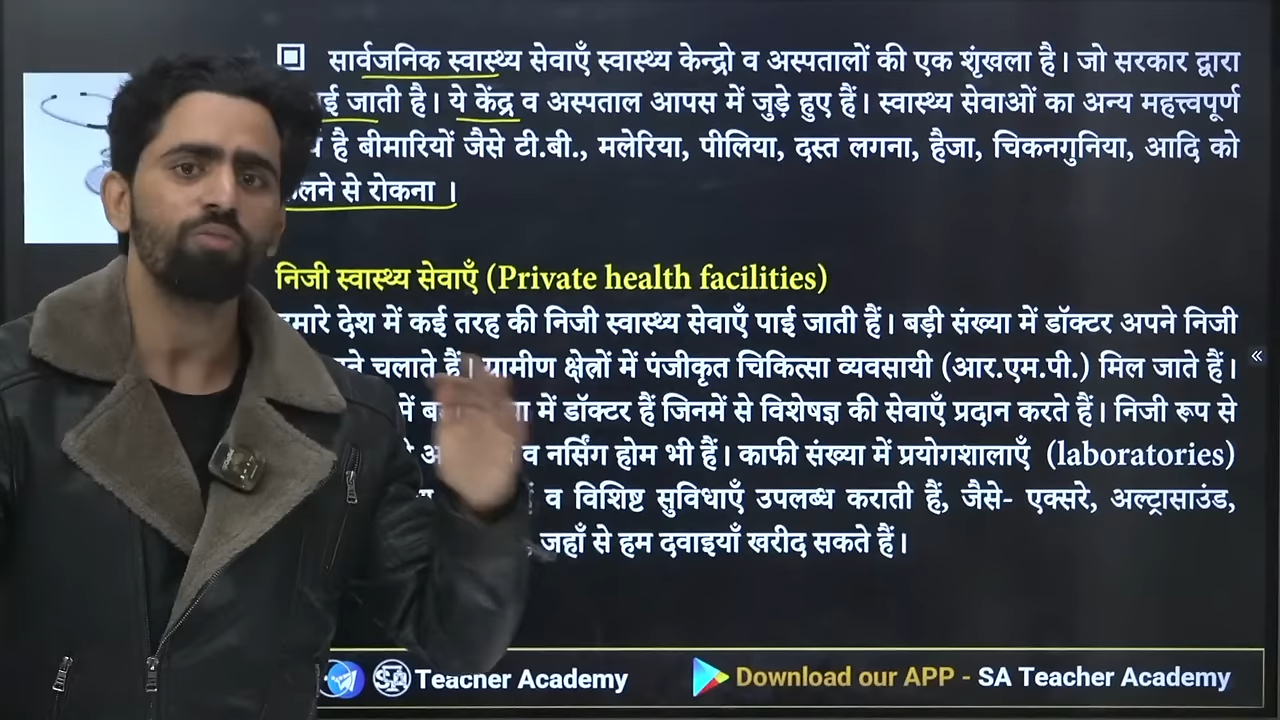 सार्वजनिक स्वास्थ्य सेवाएँ स्वास्थ्य केन्द्रो व अस्पतालों की एक शृंखला है। जो सरकार द्वारा
जाती है। ये केंद्र व अस्पताल आपस में जुड़े हुए हैं। स्वास्थ्य सेवाओं का अन्य महत्त्वपूर्ण
है बीमारियों जैसे टी.बी., मलेरिया, पीलिया, दस्त लगना, हैजा, चिकनगुनिया, आदि को
से रोकना ।
निजी स्वास्थ्य सेवाएँ (Private health facilities)
हमारे देश में कई तरह की निजी स्वास्थ्य सेवाएँ पाई जाती हैं। बड़ी संख्या में डॉक्टर अपने निजी
चलाते हैं। ग्रामीण क्षेत्रों में पंजीकृत चिकित्सा व्यवसायी (आर.एम.पी.) मिल जाते हैं।
में में डॉक्टर हैं जिनमें से विशेषज्ञ की सेवाएँ प्रदान करते हैं। निजी रूप से
व नर्सिंग होम भी हैं। काफी संख्या में प्रयोगशालाएँ (laboratories)
व विशिष्ट सुविधाएँ उपलब्ध कराती हैं, जैसे- एक्सरे, अल्ट्रासाउंड,
जहाँ से हम दवाइयाँ खरीद सकते हैं।
«
SA Teacher Academy
Download our APP - SA Teacher Academy